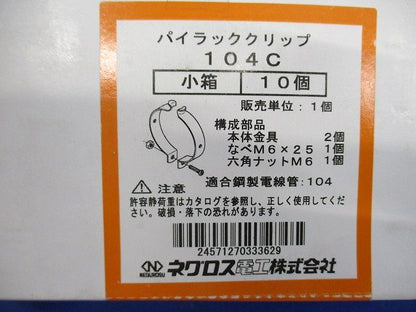 パイラッククリップ
104C
小箱 10個
販売単位：1個
構成部品
本体金具 2個
なべM6×25 1個
六角ナットM6 1個
適合鋼製電線管：104
⚠ 注意
許容静荷重はカタログを参照し、正しく使用してくだ
さい。破損・落下の恐れがあります。
24571270333629
NEGUROSU ネグロス電工株式会社